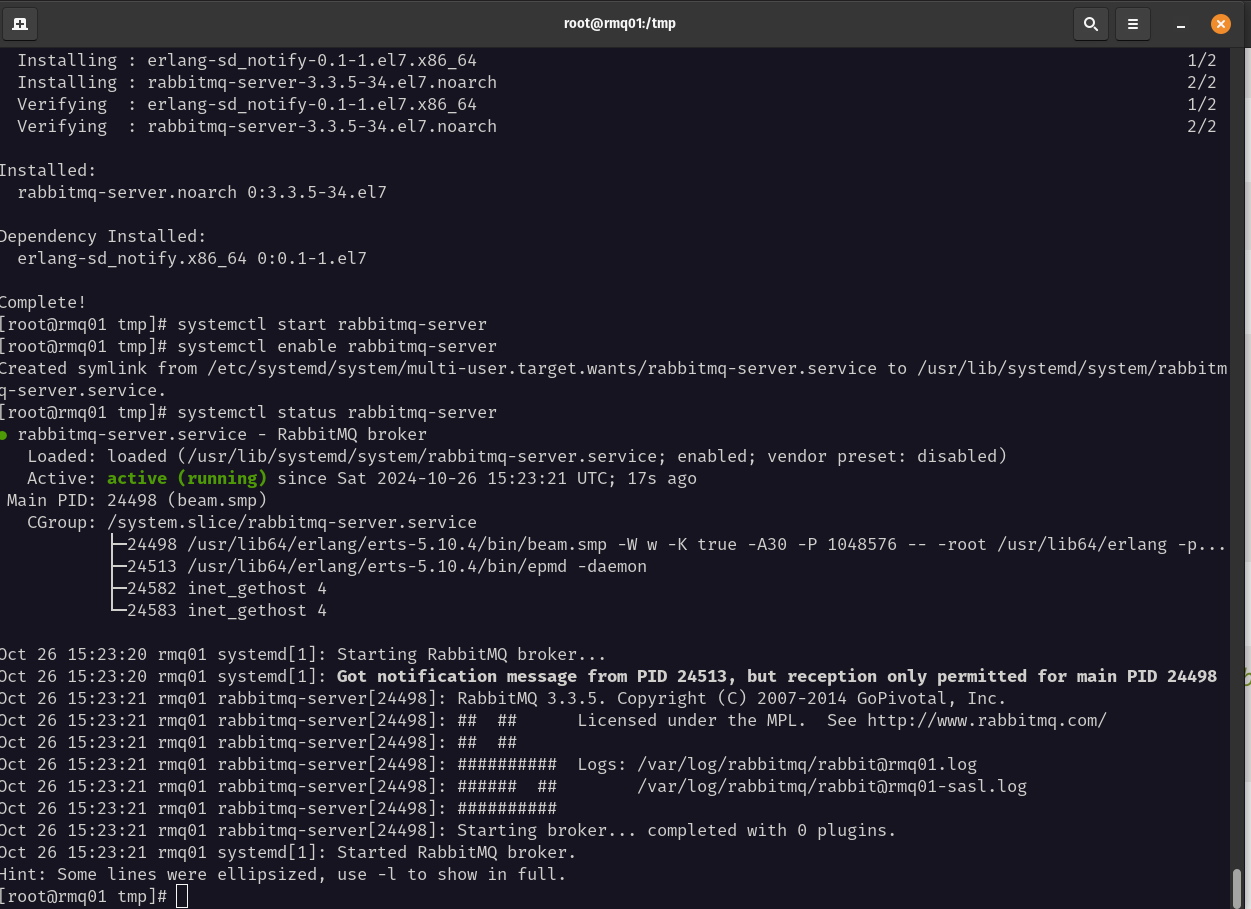 root@rmq01:/tmp
Installing : erlang-sd_notify-0.1-1.el7.x86_64 1/2
Installing : rabbitmq-server-3.3.5-34.el7.noarch 2/2
Verifying  : erlang-sd_notify-0.1-1.el7.x86_64 1/2
Verifying  : rabbitmq-server-3.3.5-34.el7.noarch 2/2
Installed:
rabbitmq-server.noarch 0:3.3.5-34.el7
Dependency Installed:
erlang-sd_notify.x86_64 0:0.1-1.el7
Complete!
[root@rmq01 tmp]# systemctl start rabbitmq-server
[root@rmq01 tmp]# systemctl enable rabbitmq-server
Created symlink from /etc/systemd/system/multi-user.target.wants/rabbitmq-server.service to /usr/lib/systemd/system/rabbitm
q-server.service.
[root@rmq01 tmp]# systemctl status rabbitmq-server
● rabbitmq-server.service - RabbitMQ broker
Loaded: loaded (/usr/lib/systemd/system/rabbitmq-server.service; enabled; vendor preset: disabled)
Active: active (running) since Sat 2024-10-26 15:23:21 UTC; 17s ago
Main PID: 24498 (beam.smp)
CGroup: /system.slice/rabbitmq-server.service
├─24498 /usr/lib64/erlang/erts-5.10.4/bin/beam.smp -W w -K true -A30 -P 1048576 -- -root /usr/lib64/erlang -p...
├─24513 /usr/lib64/erlang/erts-5.10.4/bin/epmd -daemon
├─24582 inet_gethost 4
└─24583 inet_gethost 4
Oct 26 15:23:20 rmq01 systemd[1]: Starting RabbitMQ broker...
Oct 26 15:23:20 rmq01 systemd[1]: Got notification message from PID 24513, but reception only permitted for main PID 24498
Oct 26 15:23:21 rmq01 rabbitmq-server[24498]: RabbitMQ 3.3.5. Copyright (C) 2007-2014 GoPivotal, Inc.
Oct 26 15:23:21 rmq01 rabbitmq-server[24498]: ##  ##      Licensed under the MPL.  See http://www.rabbitmq.com/
Oct 26 15:23:21 rmq01 rabbitmq-server[24498]: ##  ##
Oct 26 15:23:21 rmq01 rabbitmq-server[24498]: ##########  Logs: /var/log/rabbitmq/rabbit@rmq01.log
Oct 26 15:23:21 rmq01 rabbitmq-server[24498]: ######  ##        /var/log/rabbitmq/rabbit@rmq01-sasl.log
Oct 26 15:23:21 rmq01 rabbitmq-server[24498]: ##########
Oct 26 15:23:21 rmq01 rabbitmq-server[24498]: Starting broker... completed with 0 plugins.
Oct 26 15:23:21 rmq01 systemd[1]: Started RabbitMQ broker.
Hint: Some lines were ellipsized, use -l to show in full.
[root@rmq01 tmp]#